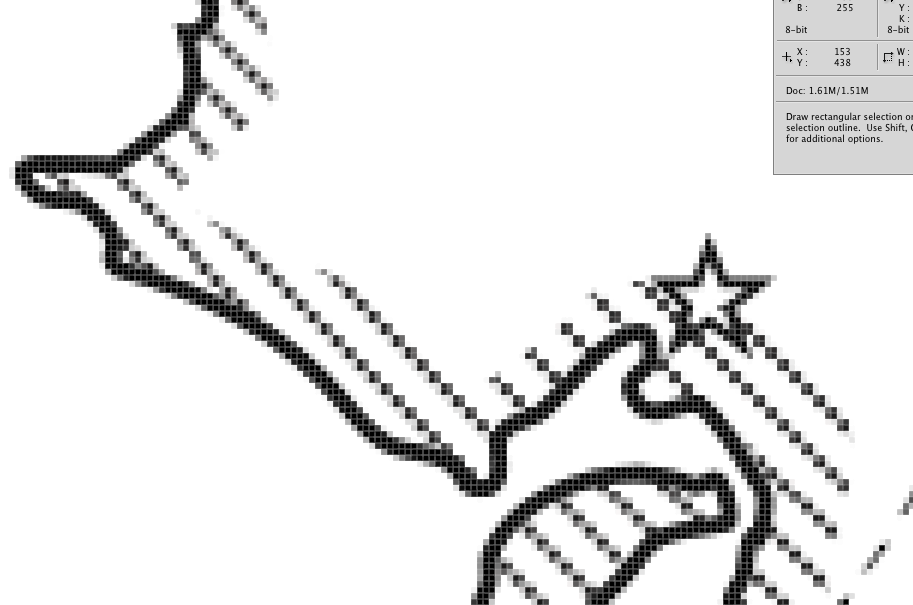 B : 255 Y :
K :
8-bit 8-bit
X : 153 W :
Y : 438 H :
Doc: 1.61M/1.51M
Draw rectangular selection or
selection outline. Use Shift,
for additional options.